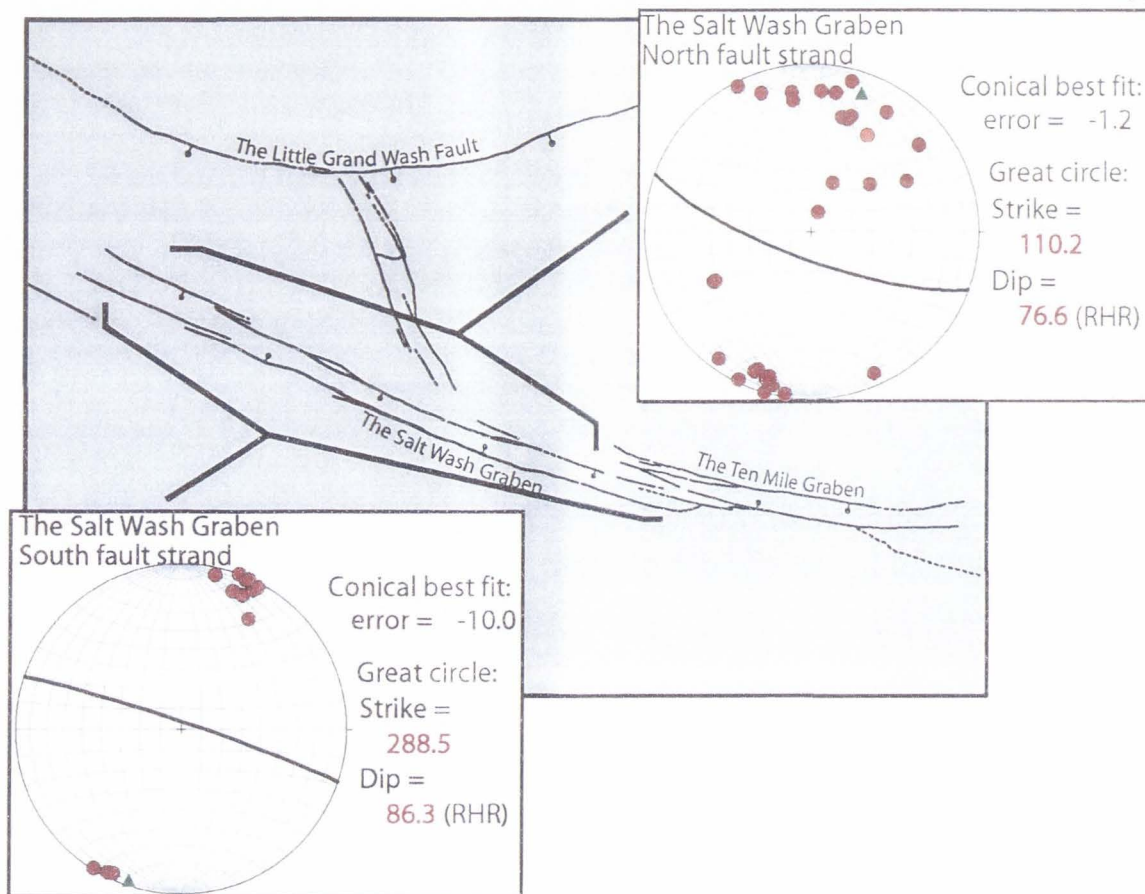 The Salt Wash Graben
North fault strand
Conical best fit:
error = -1.2
Great circle:
Strike =
110.2
Dip =
76.6 (RHR)
The Little Grand Wash Fault
The Salt Wash Graben
The Ten Mile Graben
The Salt Wash Graben
South fault strand
Conical best fit:
error = -10.0
Great circle:
Strike =
288.5
Dip =
86.3 (RHR)